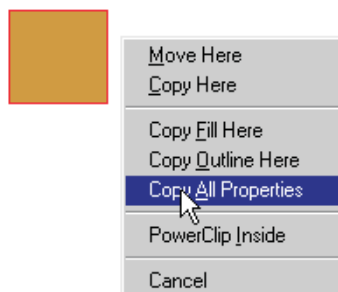 Move Here
Copy Here
Copy Fill Here
Copy Outline Here
Copy All Properties
PowerClip Inside
Cancel